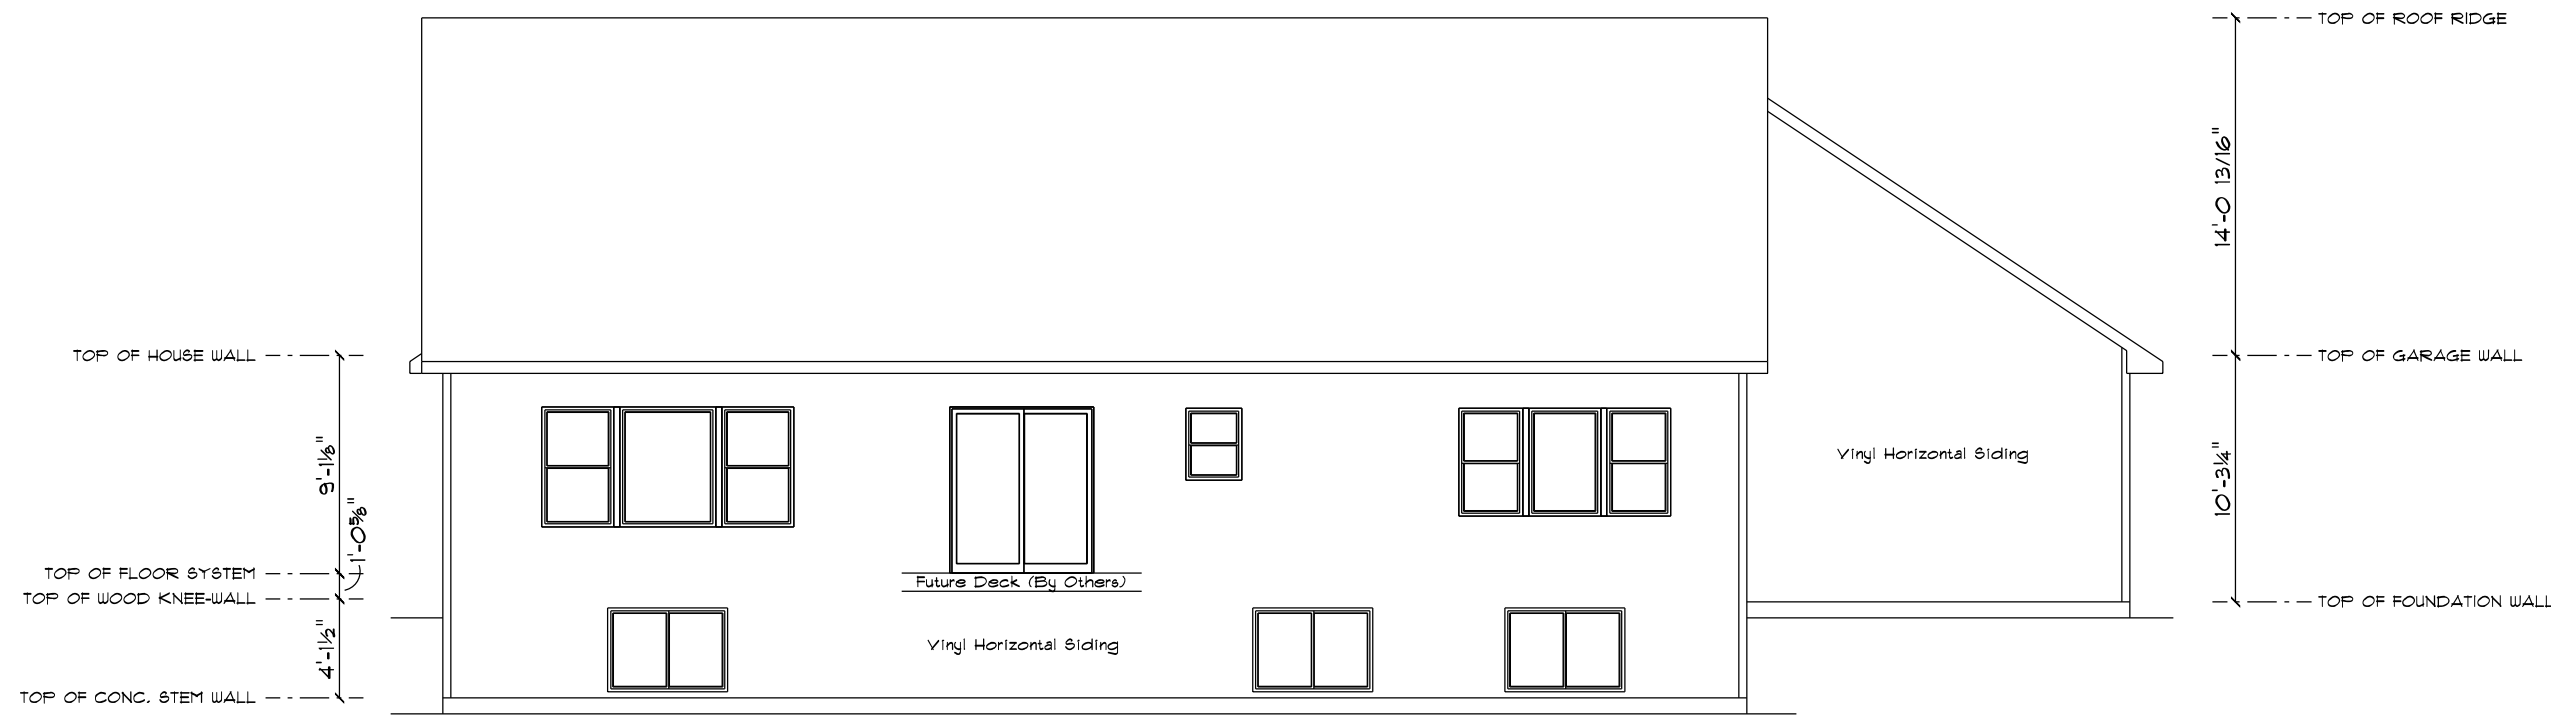 TOP OF ROOF RIDGE
14'-0 13/16"
TOP OF HOUSE WALL
TOP OF GARAGE WALL
9'-1⅛"
10'-3¼"
Vinyl Horizontal Siding
1'-0⅝"
TOP OF FLOOR SYSTEM
Future Deck (By Others)
TOP OF WOOD KNEE-WALL
TOP OF FOUNDATION WALL
4'-1½"
Vinyl Horizontal Siding
TOP OF CONC. STEM WALL